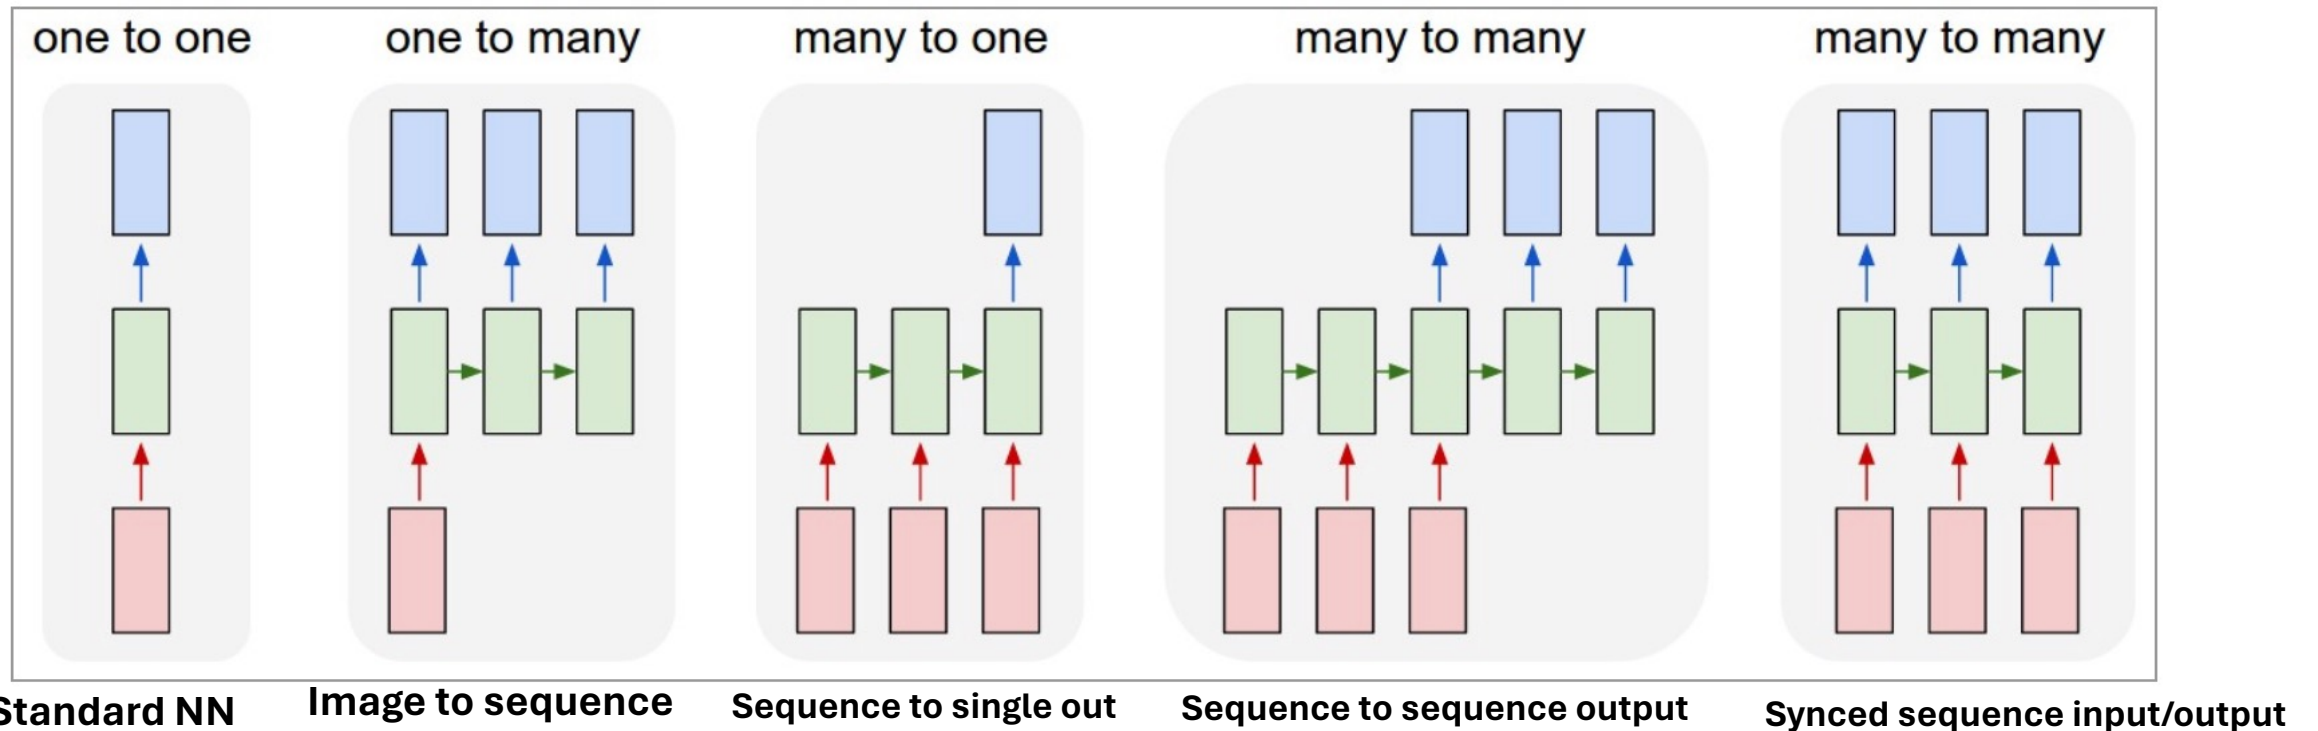 one to one
one to many
many to one
many to many
many to many
Standard NN
Image to sequence
Sequence to single out
Sequence to sequence output
Synced sequence input/output